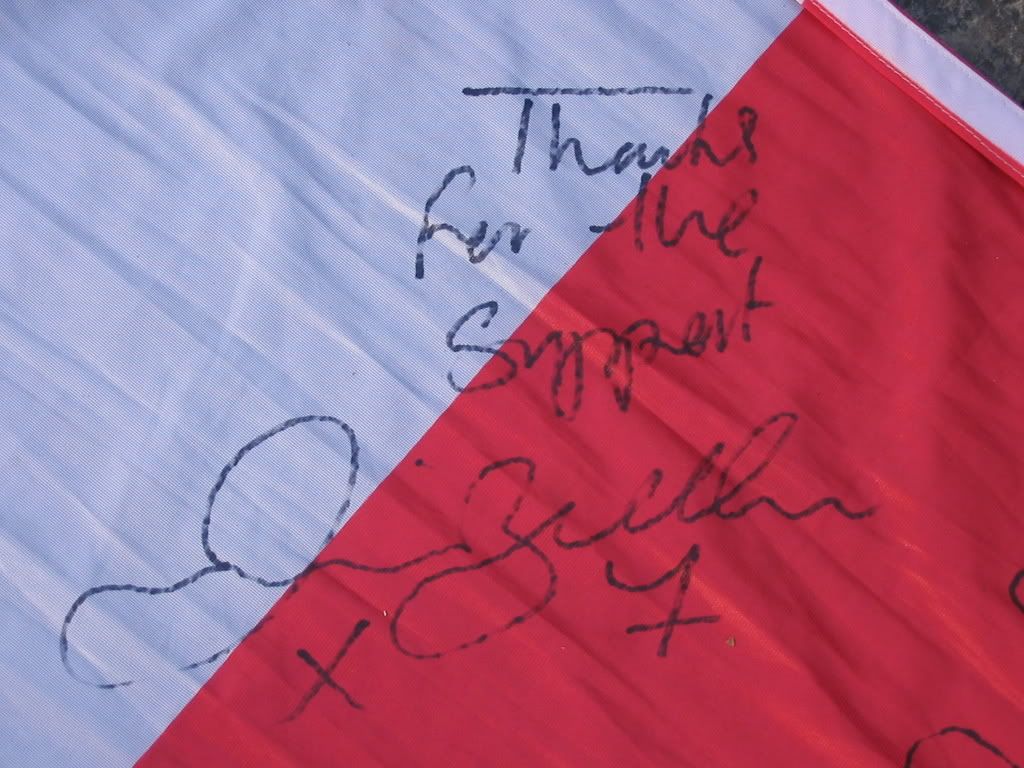 Thanks
for the
support
x
x